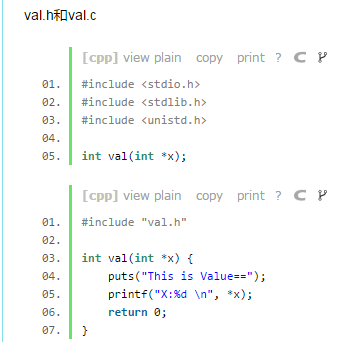 val.h和val.c
[cpp] view plain copy print ?
01. #include <stdio.h>
02. #include <stdlib.h>
03. #include <unistd.h>
04.
05. int val(int *x);
[cpp] view plain copy print ?
01. #include "val.h"
02.
03. int val(int *x) {
04.     puts("This is Value==");
05.     printf("X:%d \n", *x);
06.     return 0;
07. }